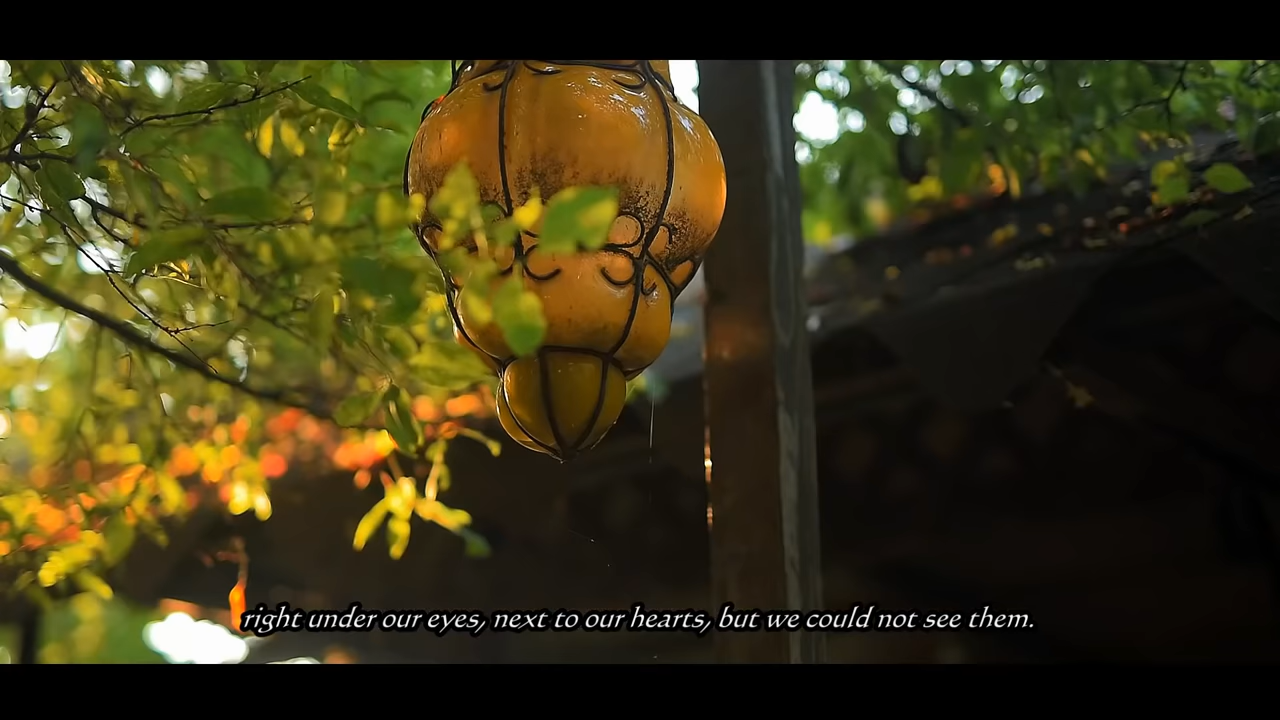 right under our eyes, next to our hearts, but we could not see them.